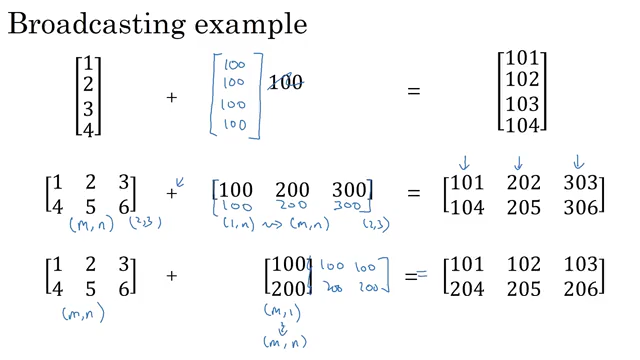 Broadcasting example
[1 2 3 4] + [100 100 100 100] 100 = [101 102 103 104]
[1 2 3 4 5 6] + [100 200 300 100 200 300] = [101 202 303 104 205 306]
(m,n) (2,3) (1,n) ⇝ (m,n) (2,3)
[1 2 3 4 5 6] + [100 200] [100 100 200 200] = = [101 102 103 204 205 206]
(m,n) (m,1)
↓
(m,n)